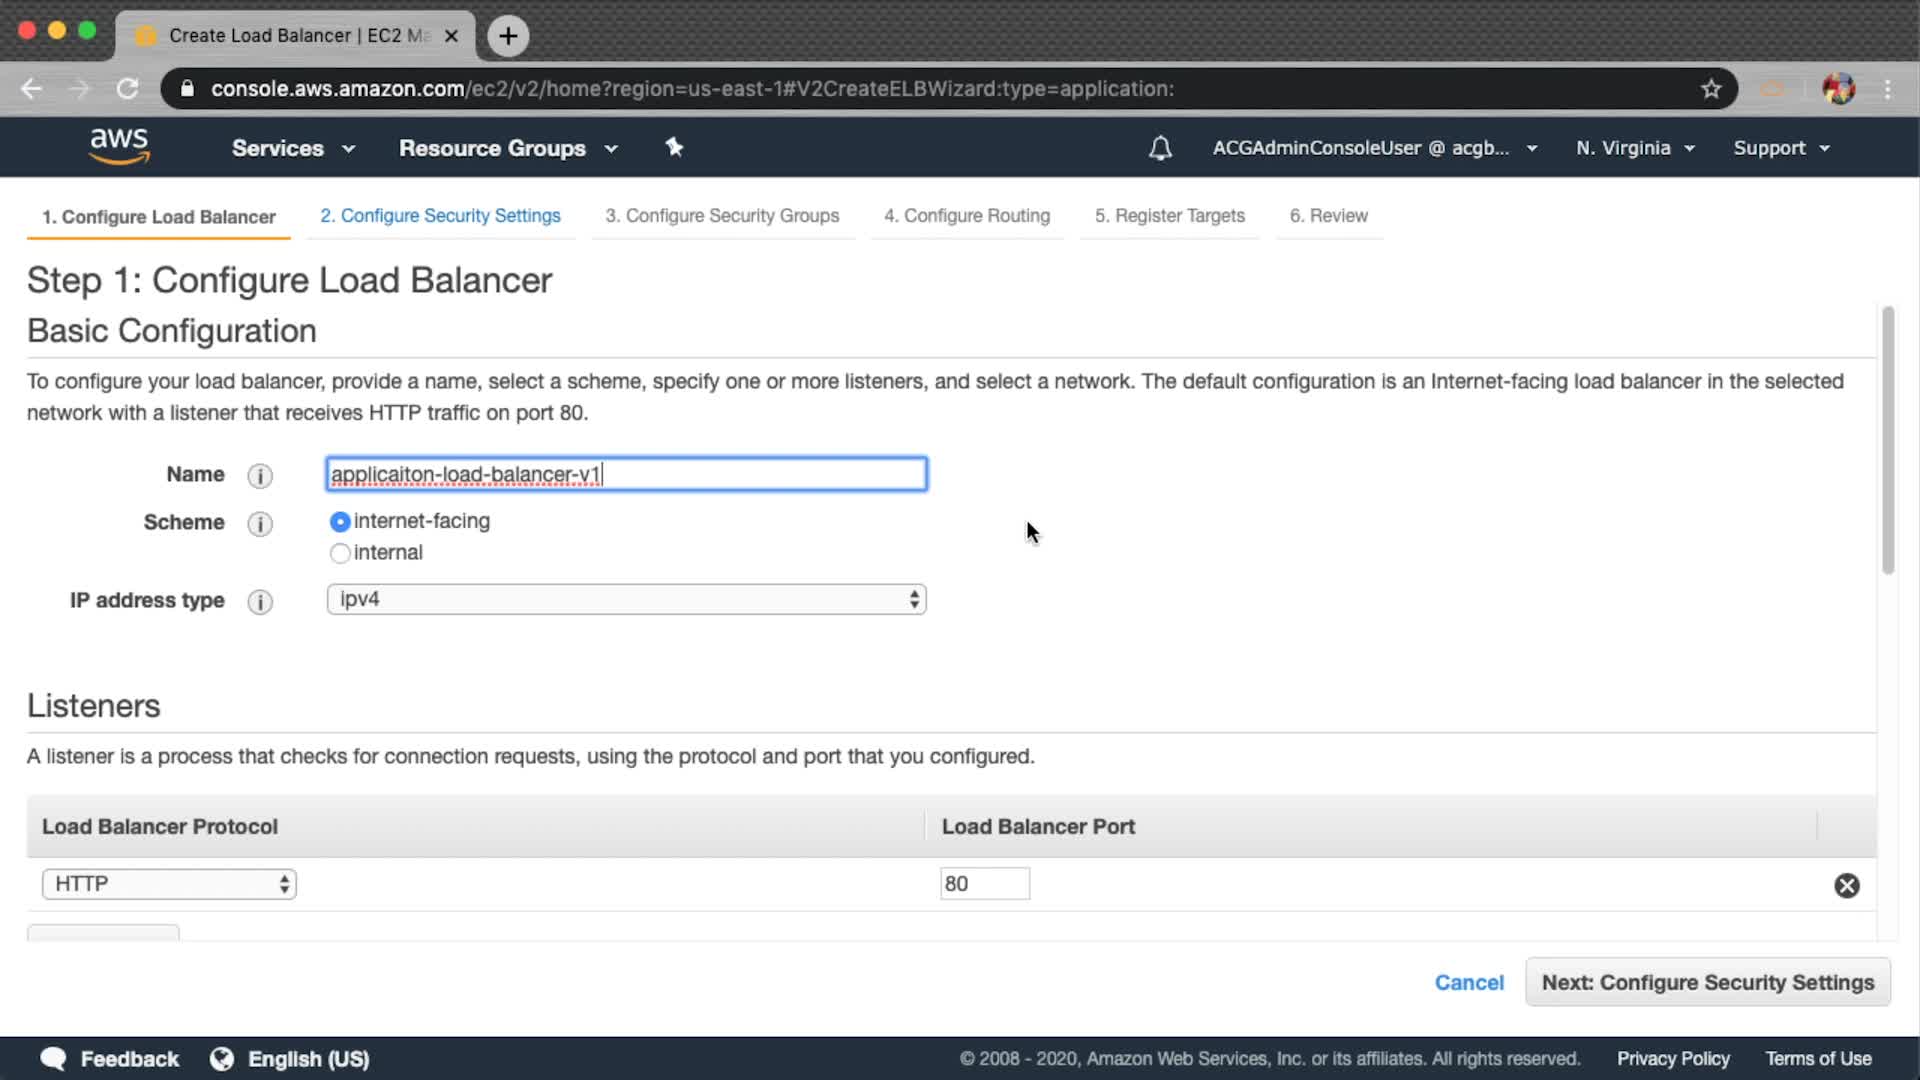 Create Load Balancer | EC2 Ma
console.aws.amazon.com/ec2/v2/home?region=us-east-1#V2CreateELBWizard:type=application:
aws Services Resource Groups ACGAdminConsoleUser @ acgb... N. Virginia Support
1. Configure Load Balancer 2. Configure Security Settings 3. Configure Security Groups 4. Configure Routing 5. Register Targets 6. Review
Step 1: Configure Load Balancer
Basic Configuration
To configure your load balancer, provide a name, select a scheme, specify one or more listeners, and select a network. The default configuration is an Internet-facing load balancer in the selected
network with a listener that receives HTTP traffic on port 80.
Name i applicaiton-load-balancer-v1
Scheme i internet-facing
internal
IP address type i ipv4
Listeners
A listener is a process that checks for connection requests, using the protocol and port that you configured.
Load Balancer Protocol Load Balancer Port
HTTP 80
Cancel Next: Configure Security Settings
Feedback English (US) © 2008 - 2020, Amazon Web Services, Inc. or its affiliates. All rights reserved. Privacy Policy Terms of Use